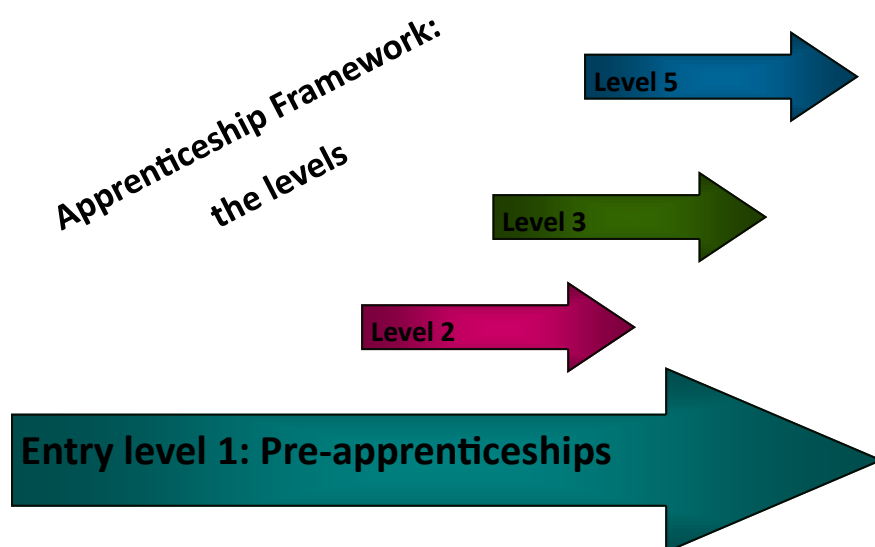 Apprenticeship Framework:
the levels
Level 5
Level 3
Level 2
Entry level 1: Pre-apprenticeships